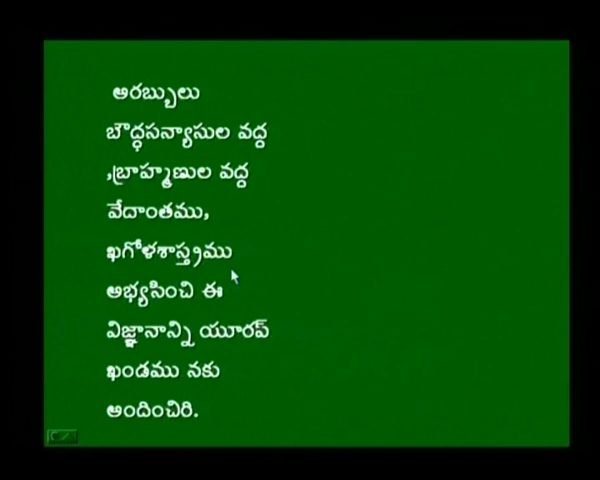 అరబ్బులు
బౌద్ధసన్యాసుల వద్ద
,బ్రాహ్మణుల వద్ద
వేదాంతము,
ఖగోళశాస్త్రము
అభ్యసించి ఈ
విజ్ఞానాన్ని యూరప్
ఖండము నకు
అందించిరి.